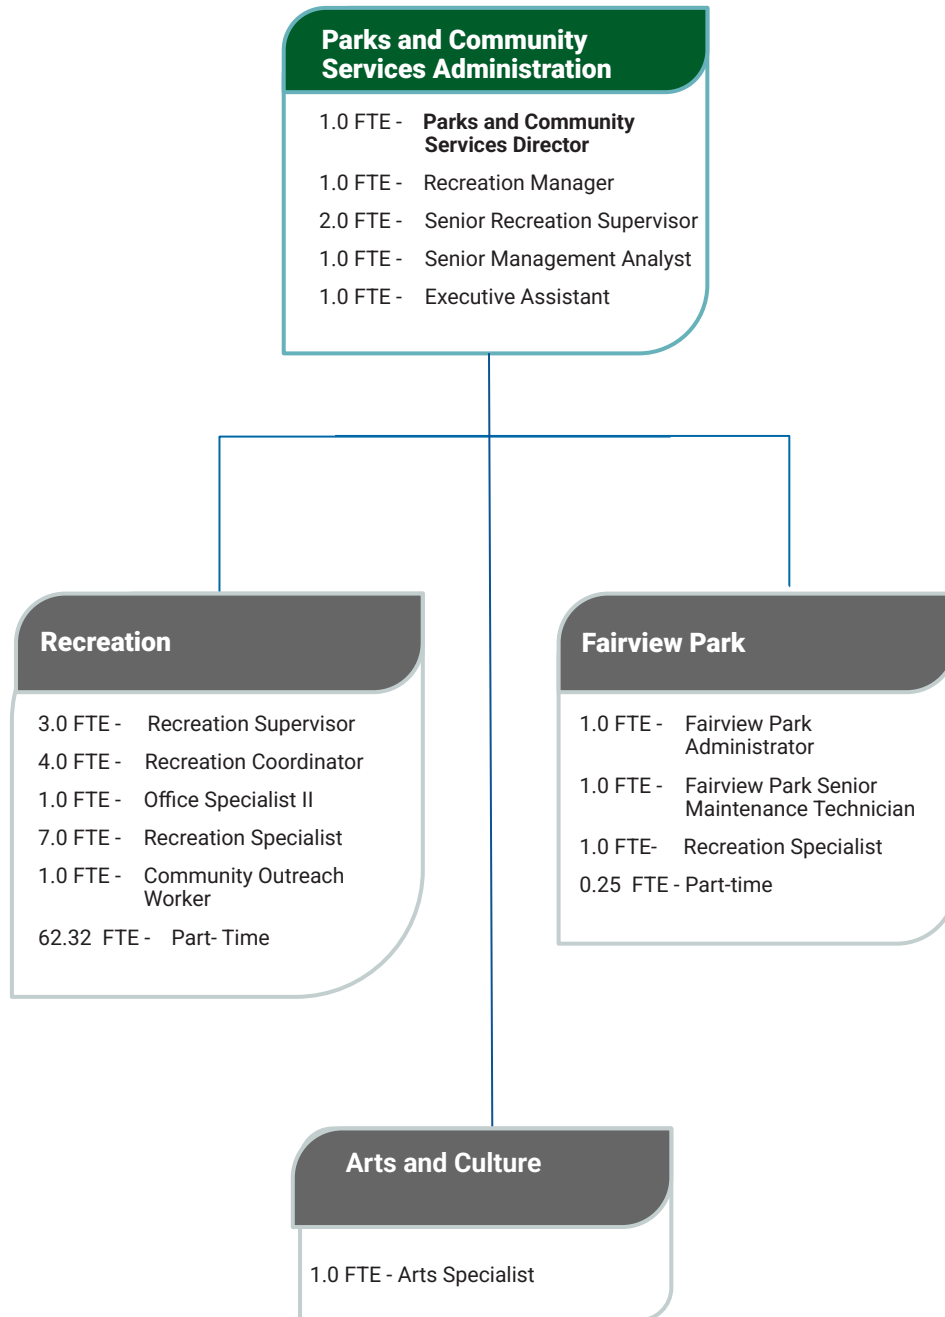 Parks and Community
Services Administration
1.0 FTE - Parks and Community
Services Director
1.0 FTE - Recreation Manager
2.0 FTE - Senior Recreation Supervisor
1.0 FTE - Senior Management Analyst
1.0 FTE - Executive Assistant
Recreation
3.0 FTE - Recreation Supervisor
4.0 FTE - Recreation Coordinator
1.0 FTE - Office Specialist II
7.0 FTE - Recreation Specialist
1.0 FTE - Community Outreach
Worker
62.32 FTE - Part- Time
Fairview Park
1.0 FTE - Fairview Park
Administrator
1.0 FTE - Fairview Park Senior
Maintenance Technician
1.0 FTE- Recreation Specialist
0.25 FTE - Part-time
Arts and Culture
1.0 FTE - Arts Specialist